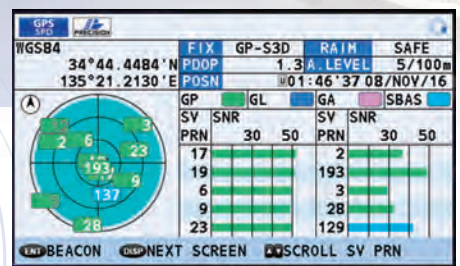 GPS
SPD PRECISION
WGS84 FIX GP-S3D RAIM SAFE
34°44.4484'N PDOP 1.3 A.LEVEL 5/100m
135°21.2130'E POSN U01:46'37 08/NOV/16
GP GL GA SBAS
SV SNR SV SNR
PRN 30 50 PRN 30 50
17 2
19 193
6 3
9 28
23 129
3
2 6
23
193
9
137
28
ENT BEACON DISP NEXT SCREEN SCROLL SV PRN